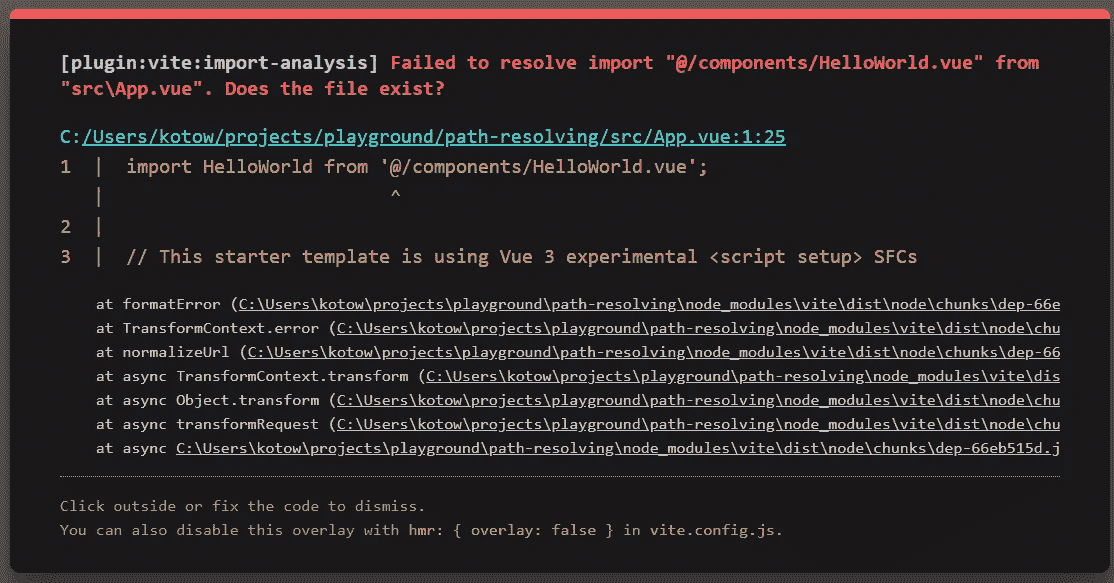 [plugin:vite:import-analysis] Failed to resolve import "@/components/HelloWorld.vue" from
"src\App.vue". Does the file exist?
C:/Users/kotow/projects/playground/path-resolving/src/App.vue:1:25
1  |  import HelloWorld from '@/components/HelloWorld.vue';
   |                          ^
2  |
3  |  // This starter template is using Vue 3 experimental <script setup> SFCs
at formatError (C:\Users\kotow\projects\playground\path-resolving\node_modules\vite\dist\node\chunks\dep-66e
at TransformContext.error (C:\Users\kotow\projects\playground\path-resolving\node_modules\vite\dist\node\chu
at normalizeUrl (C:\Users\kotow\projects\playground\path-resolving\node_modules\vite\dist\node\chunks\dep-66
at async TransformContext.transform (C:\Users\kotow\projects\playground\path-resolving\node_modules\vite\dis
at async Object.transform (C:\Users\kotow\projects\playground\path-resolving\node_modules\vite\dist\node\chu
at async transformRequest (C:\Users\kotow\projects\playground\path-resolving\node_modules\vite\dist\node\chu
at async C:\Users\kotow\projects\playground\path-resolving\node_modules\vite\dist\node\chunks\dep-66eb515d.j
Click outside or fix the code to dismiss.
You can also disable this overlay with hmr: { overlay: false } in vite.config.js.